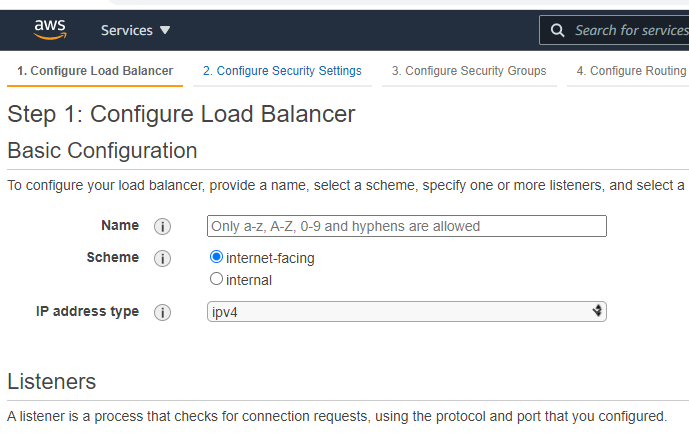 aws Services Search for services
1. Configure Load Balancer 2. Configure Security Settings 3. Configure Security Groups 4. Configure Routing
Step 1: Configure Load Balancer
Basic Configuration
To configure your load balancer, provide a name, select a scheme, specify one or more listeners, and select a
Name i Only a-z, A-Z, 0-9 and hyphens are allowed
Scheme i internet-facing
internal
IP address type i ipv4
Listeners
A listener is a process that checks for connection requests, using the protocol and port that you configured.